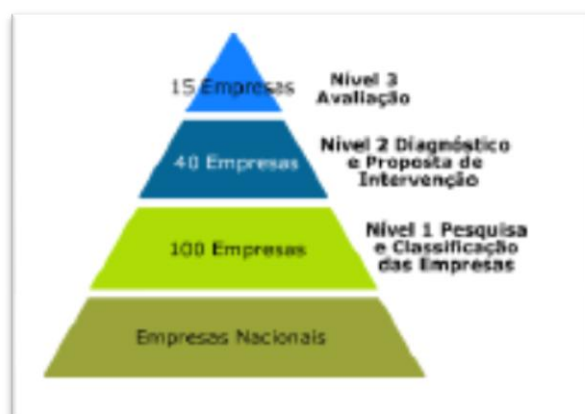 15 Empresas
Nível 3
Avaliação
40 Empresas
Nível 2 Diagnóstico
e Proposta de
Intervenção
100 Empresas
Nível 1 Pesquisa
e Classificação
das Empresas
Empresas Nacionais